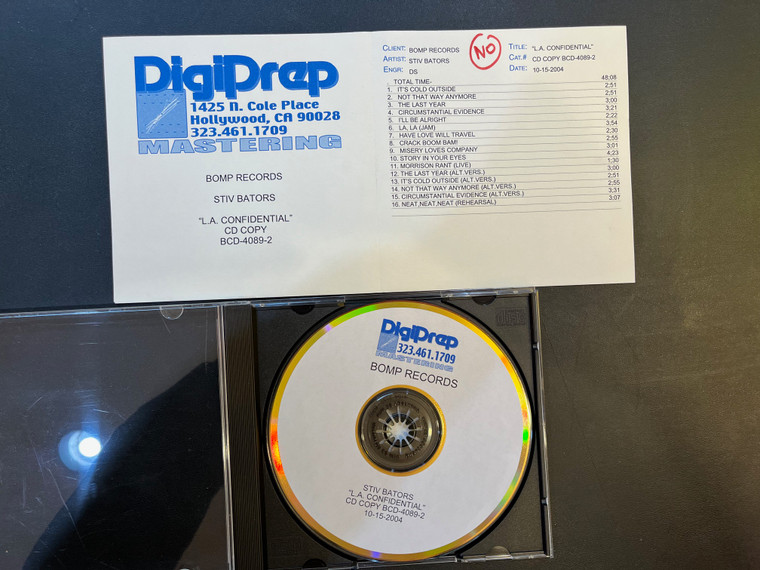 DigiPrep
1425 N. Cole Place
Hollywood, CA 90028
323.461.1709
MASTERING
BOMP RECORDS
STIV BATORS
"L.A. CONFIDENTIAL"
CD COPY
BCD-4089-2
CLIENT: BOMP RECORDS
ARTIST: STIV BATORS
ENGR: DS
NO
TITLE: "L.A. CONFIDENTIAL"
CAT.# CD COPY BCD-4089-2
DATE: 10-15-2004
. TOTAL TIME- 48:08
1. IT'S COLD OUTSIDE 2:51
2. NOT THAT WAY ANYMORE 2:51
3. THE LAST YEAR 3:00
4. CIRCUMSTANTIAL EVIDENCE 3:21
5. I'LL BE ALRIGHT 2:22
6. LA, LA (JAM) 3:54
7. HAVE LOVE WILL TRAVEL 2:30
8. CRACK BOOM BAM! 2:55
9. MISERY LOVES COMPANY 3:01
10. STORY IN YOUR EYES 4:23
11. MORRISON RANT (LIVE) 1:30
12. THE LAST YEAR (ALT.VERS.) 3:00
13. IT'S COLD OUTSIDE (ALT.VERS.) 2:51
14. NOT THAT WAY ANYMORE (ALT.VERS.) 2:55
15. CIRCUMSTANTIAL EVIDENCE (ALT.VERS.) 3:31
16. NEAT,NEAT,NEAT (REHEARSAL) 3:07
DigiPrep
323.461.1709
MASTERING
BOMP RECORDS
STIV BATORS
"L.A. CONFIDENTIAL"
CD COPY BCD-4089-2
10-15-2004